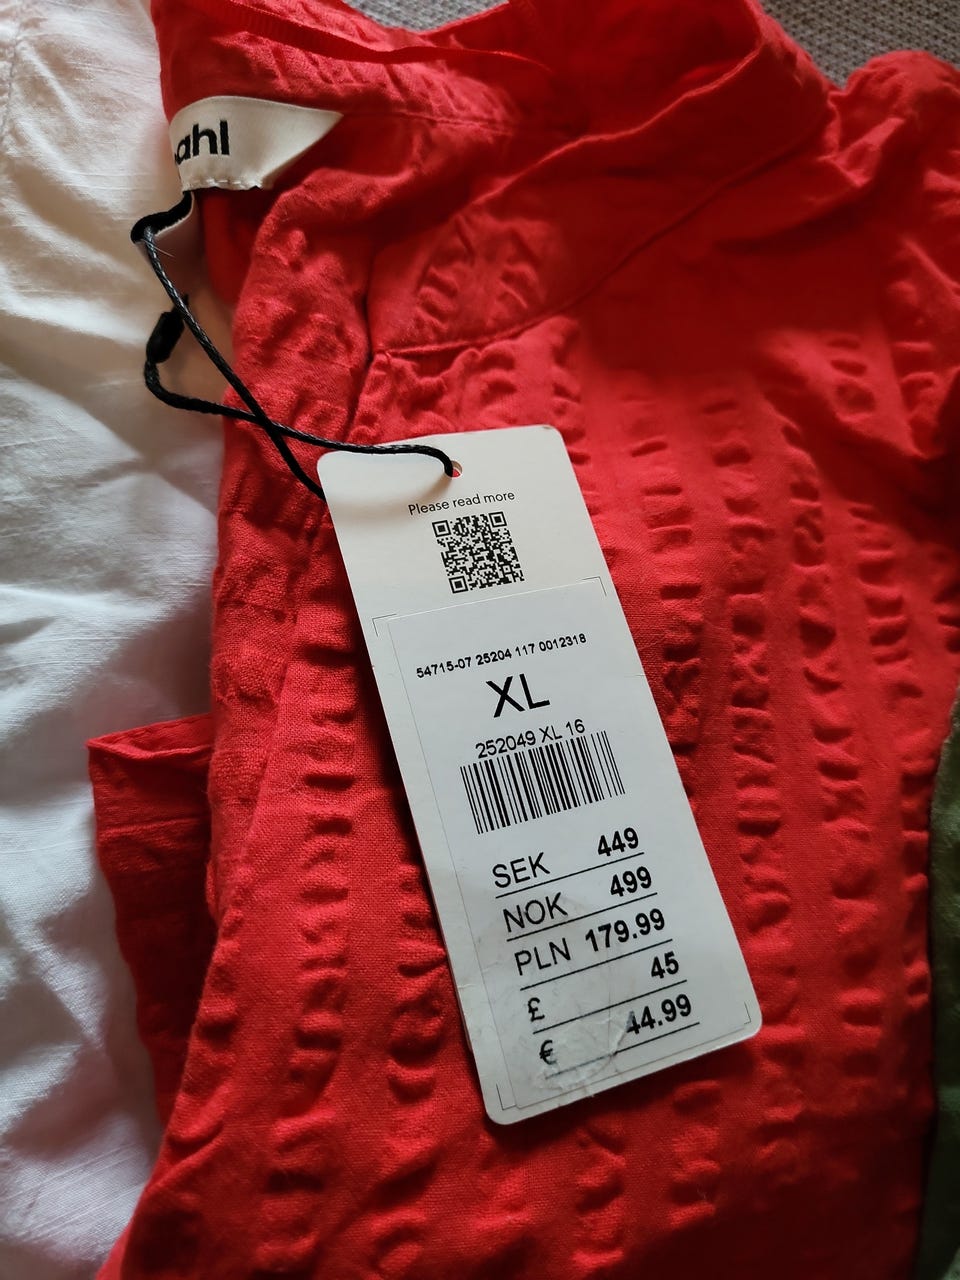 ahl
Please read more
54715-07 25204 117 0012318
XL
252049 XL 16
SEK 449
NOK 499
PLN 179.99
£ 45
€ 44.99